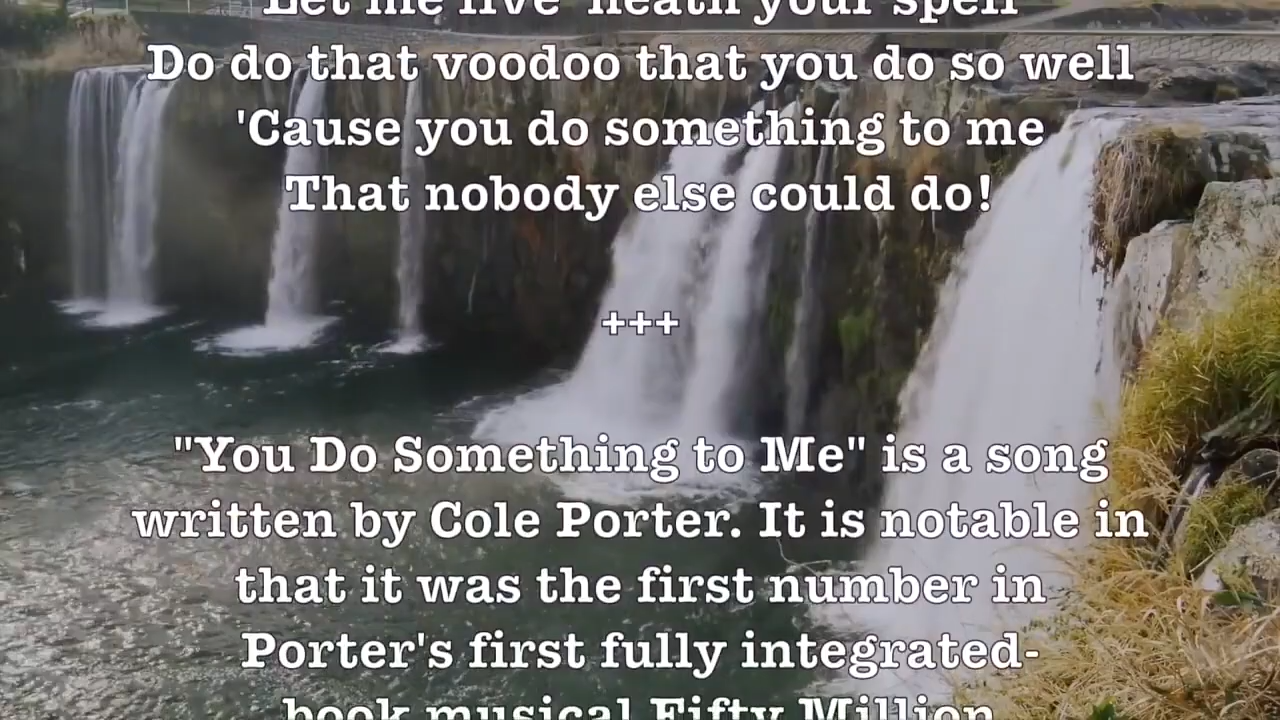 Let me live 'neath your spell
Do do that voodoo that you do so well
'Cause you do something to me
That nobody else could do!
+++
"You Do Something to Me" is a song
written by Cole Porter. It is notable in
that it was the first number in
Porter's first fully integrated-
book musical Fifty Million